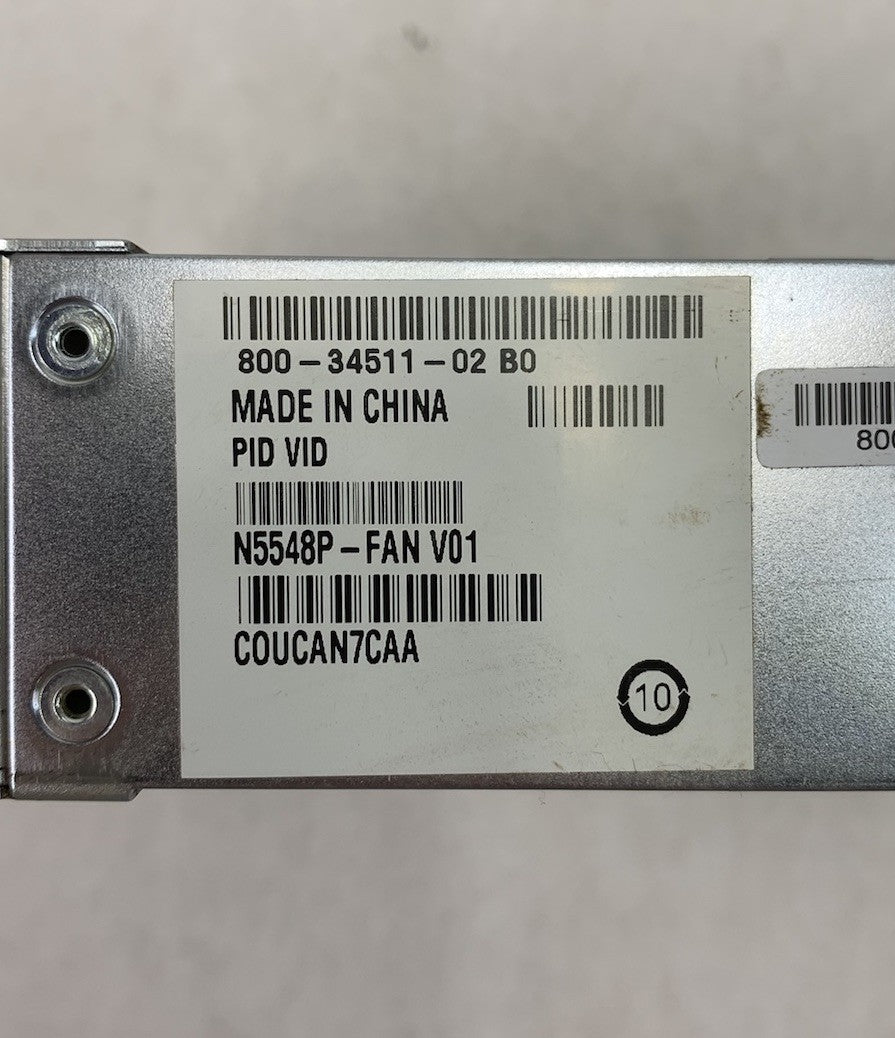 800-34511-02 B0
MADE IN CHINA
PID VID
N5548P-FAN V01
COUCAN7CAA
10
800